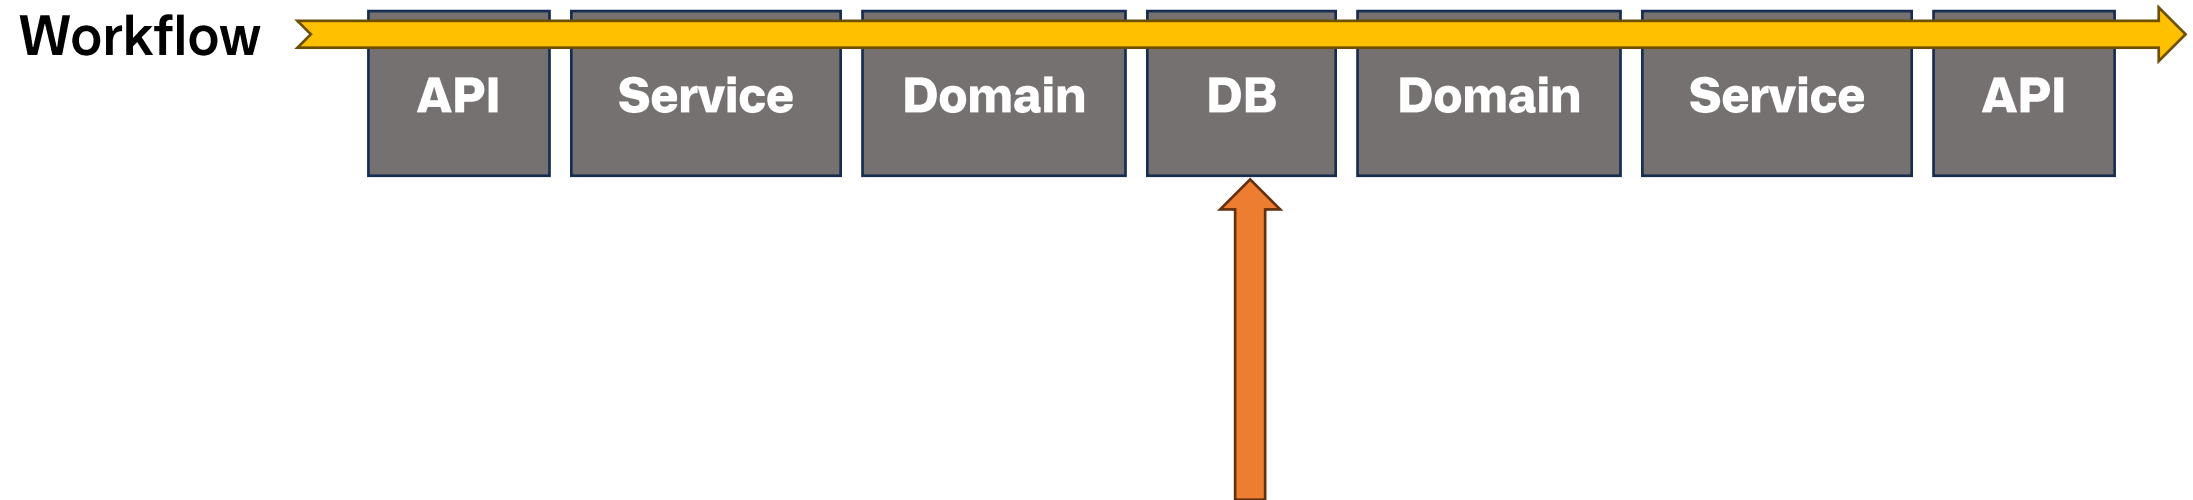 Workflow
API
Service
Domain
DB
Domain
Service
API